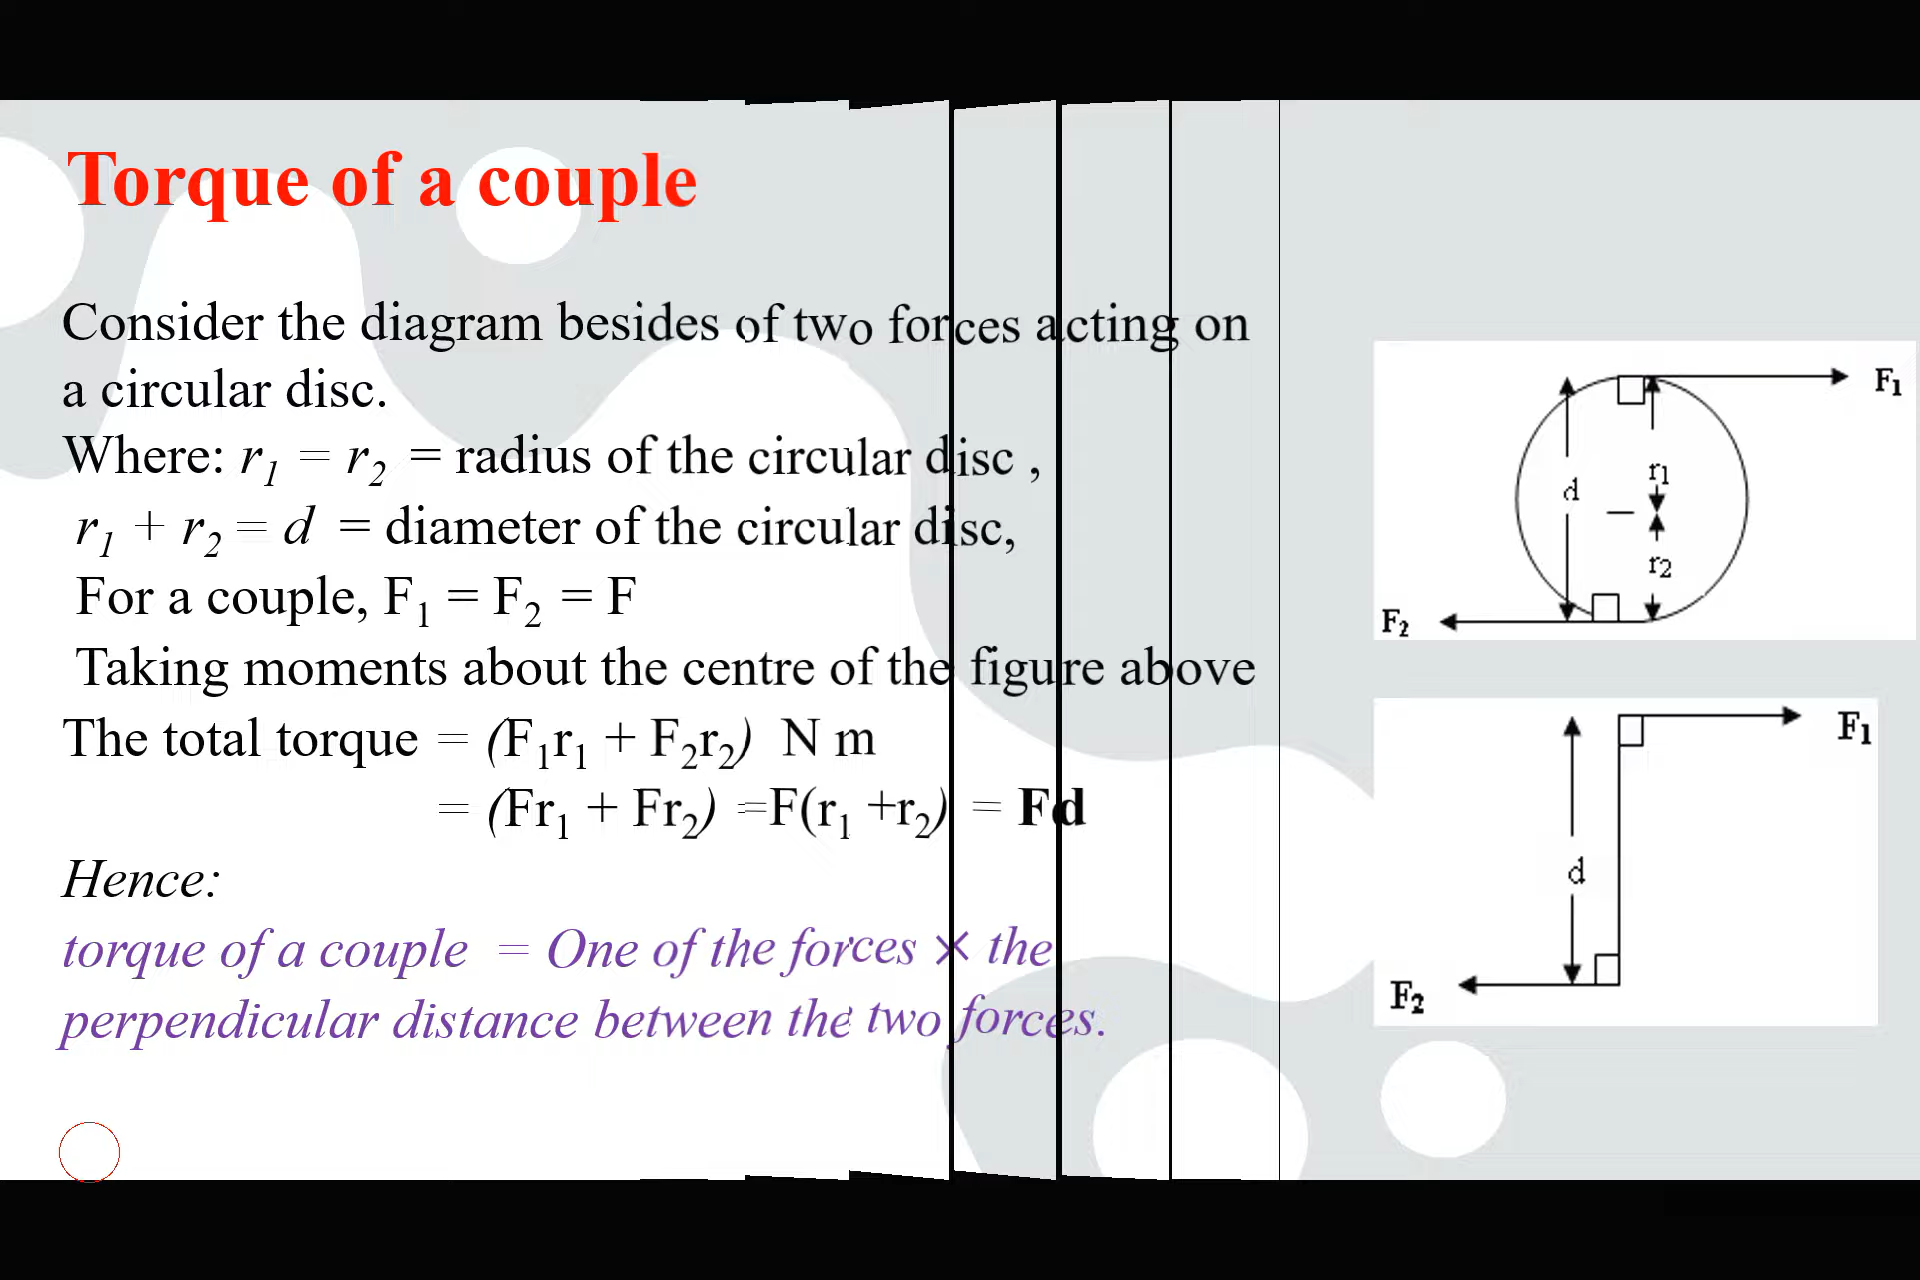 Torque of a couple
Consider the diagram besides of two forces acting on
a circular disc.
Where: r₁ = r₂ = radius of the circular disc ,
r₁ + r₂ = d = diameter of the circular disc,
For a couple, F₁ = F₂ = F
Taking moments about the centre of the figure above
The total torque = (F₁r₁ + F₂r₂) N m
= (Fr₁ + Fr₂) =F(r₁ +r₂) = Fd
Hence:
torque of a couple = One of the forces × the
perpendicular distance between the two forces.
F₁
r₁
d
r₂
F₂
F₁
d
F₂